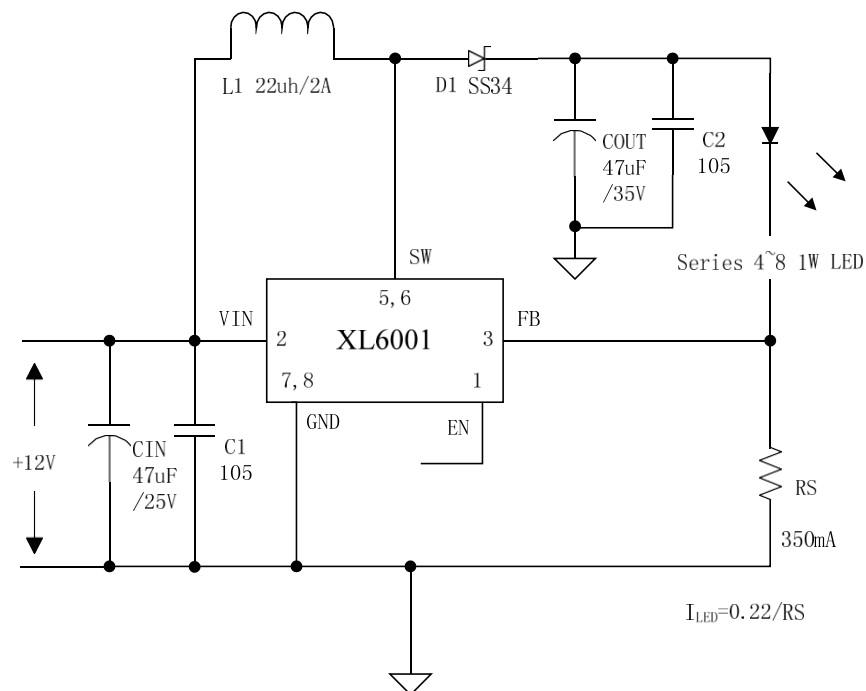 L1 22uh/2A
D1 SS34
COUT
47uF
/35V
C2
105
SW
Series 4~8 1W LED
5,6
VIN
FB
2
XL6001
3
7,8
1
GND
EN
+12V
CIN
47uF
/25V
C1
105
RS
350mA
ILED=0.22/RS